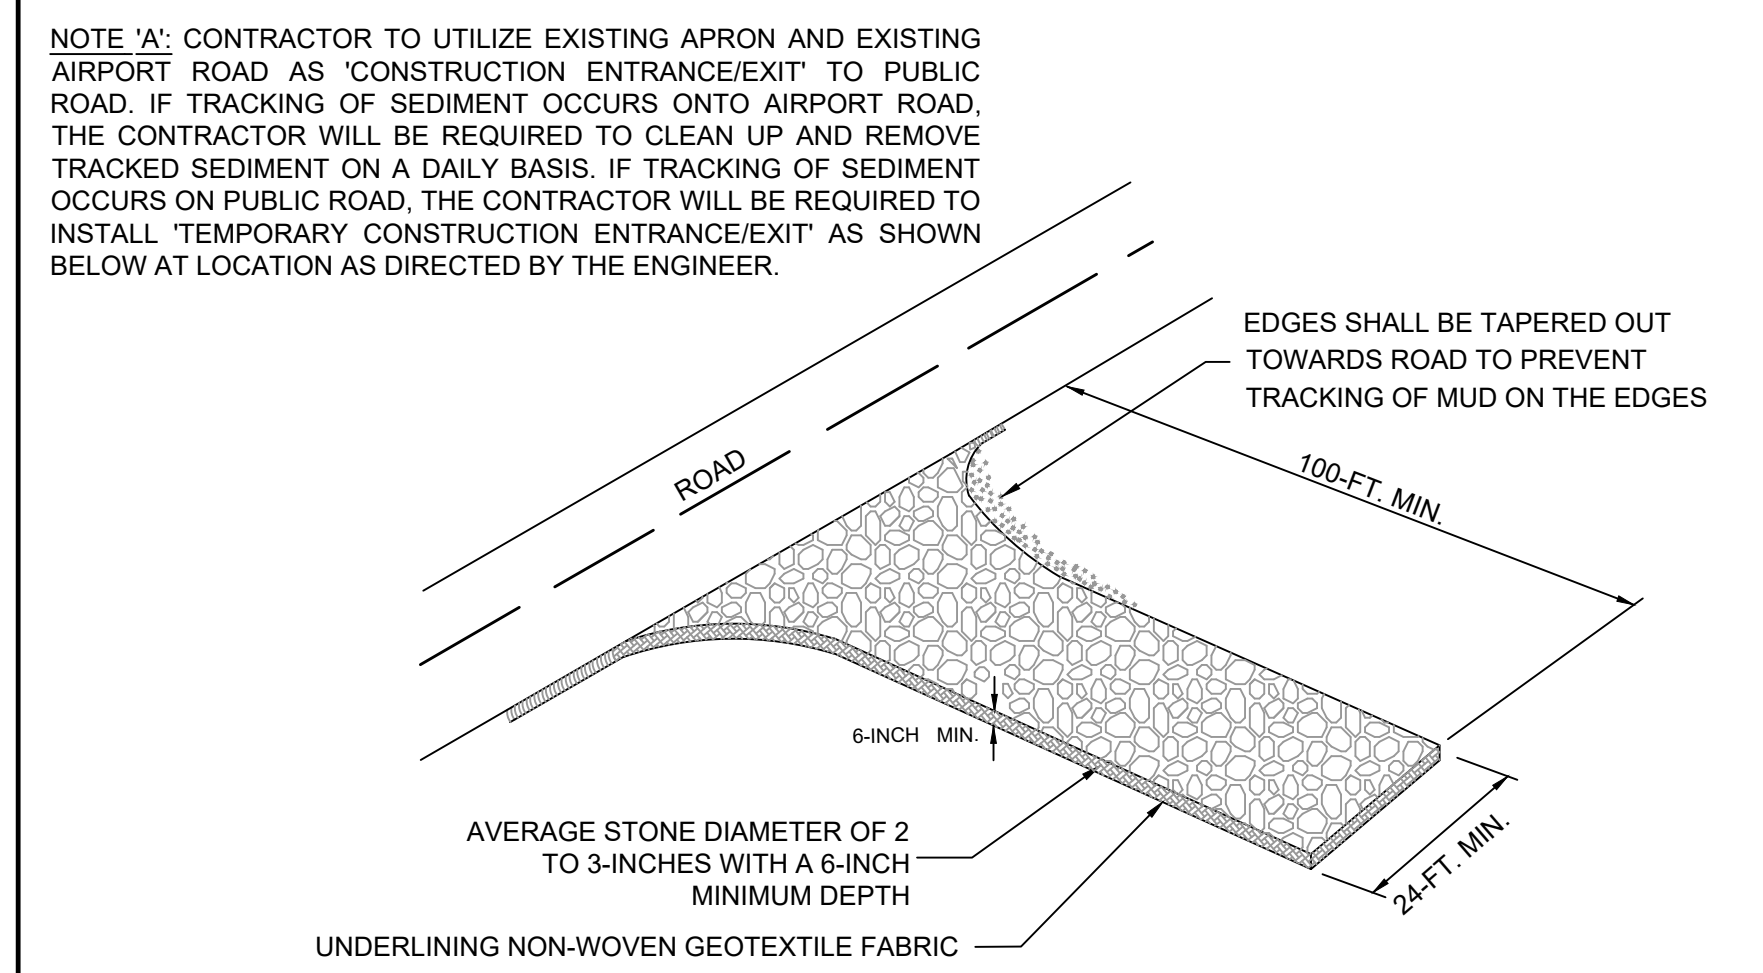 NOTE 'A': CONTRACTOR TO UTILIZE EXISTING APRON AND EXISTING
AIRPORT ROAD AS 'CONSTRUCTION ENTRANCE/EXIT' TO PUBLIC
ROAD. IF TRACKING OF SEDIMENT OCCURS ONTO AIRPORT ROAD,
THE CONTRACTOR WILL BE REQUIRED TO CLEAN UP AND REMOVE
TRACKED SEDIMENT ON A DAILY BASIS. IF TRACKING OF SEDIMENT
OCCURS ON PUBLIC ROAD, THE CONTRACTOR WILL BE REQUIRED TO
INSTALL 'TEMPORARY CONSTRUCTION ENTRANCE/EXIT' AS SHOWN
BELOW AT LOCATION AS DIRECTED BY THE ENGINEER.
EDGES SHALL BE TAPERED OUT
TOWARDS ROAD TO PREVENT
TRACKING OF MUD ON THE EDGES
ROAD
100-FT. MIN.
6-INCH MIN.
AVERAGE STONE DIAMETER OF 2
TO 3-INCHES WITH A 6-INCH
MINIMUM DEPTH
24-FT. MIN.
UNDERLINING NON-WOVEN GEOTEXTILE FABRIC